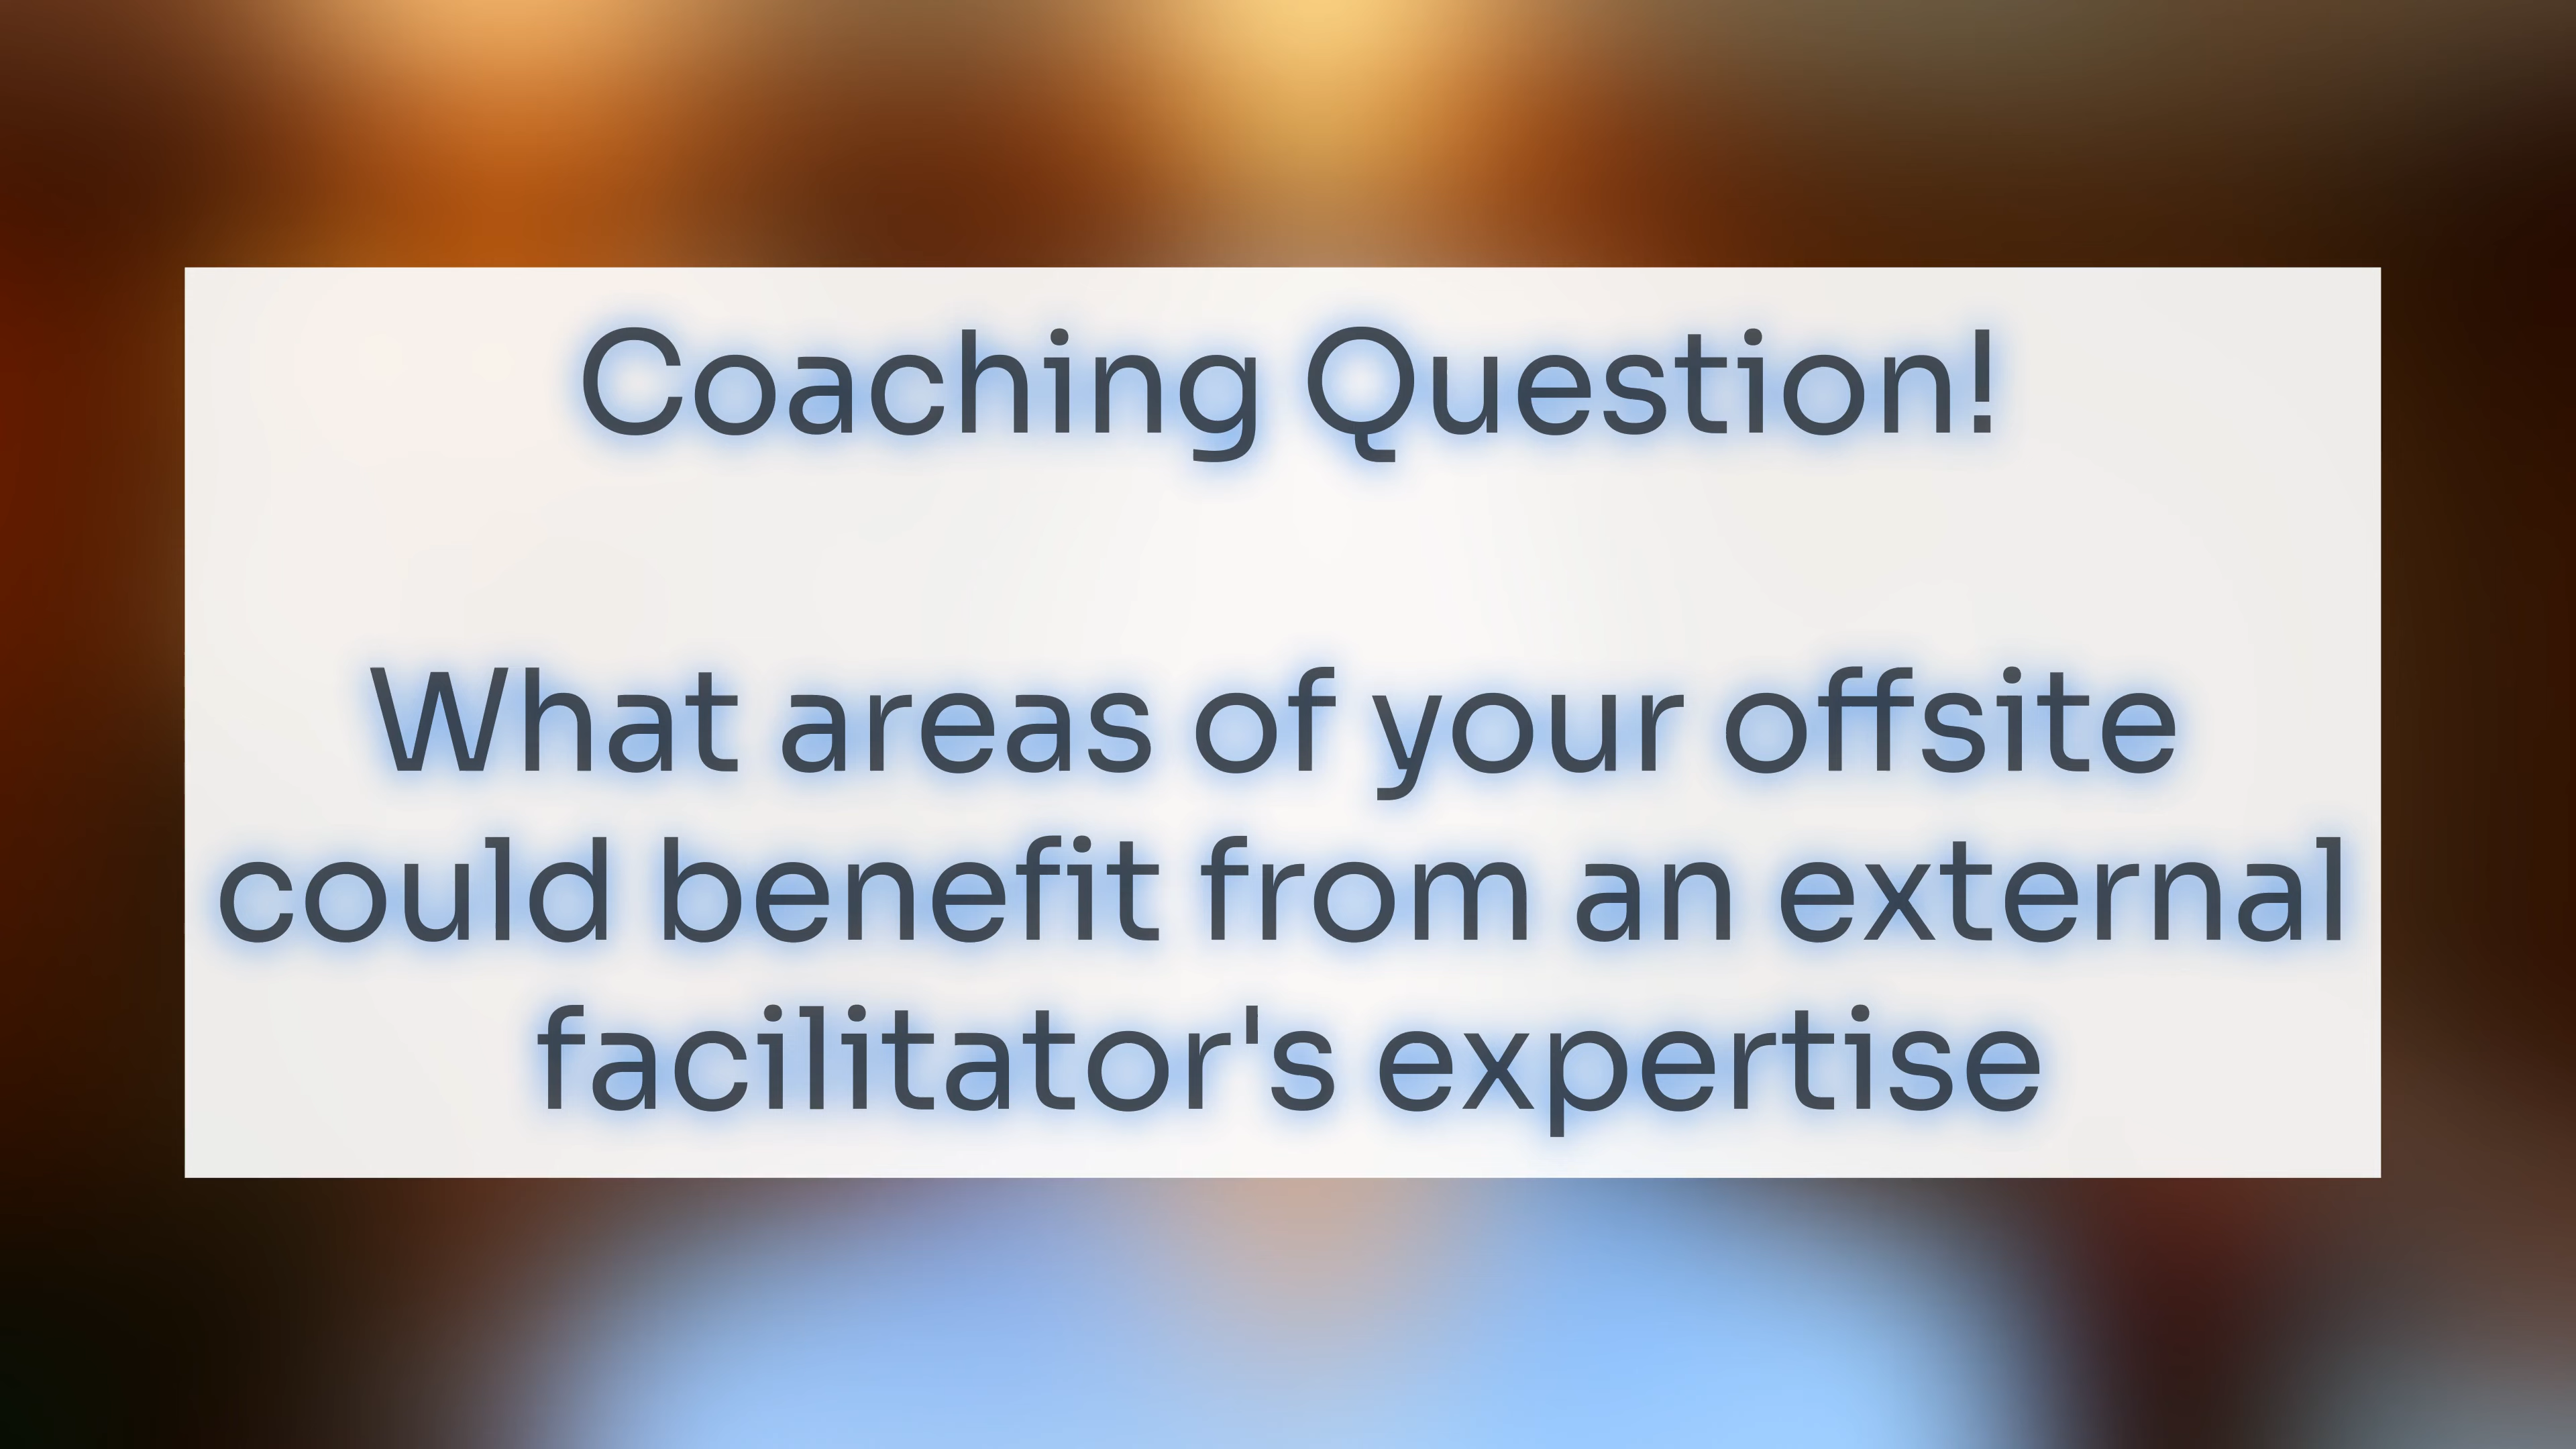 Coaching Question!
What areas of your offsite
could benefit from an external
facilitator's expertise